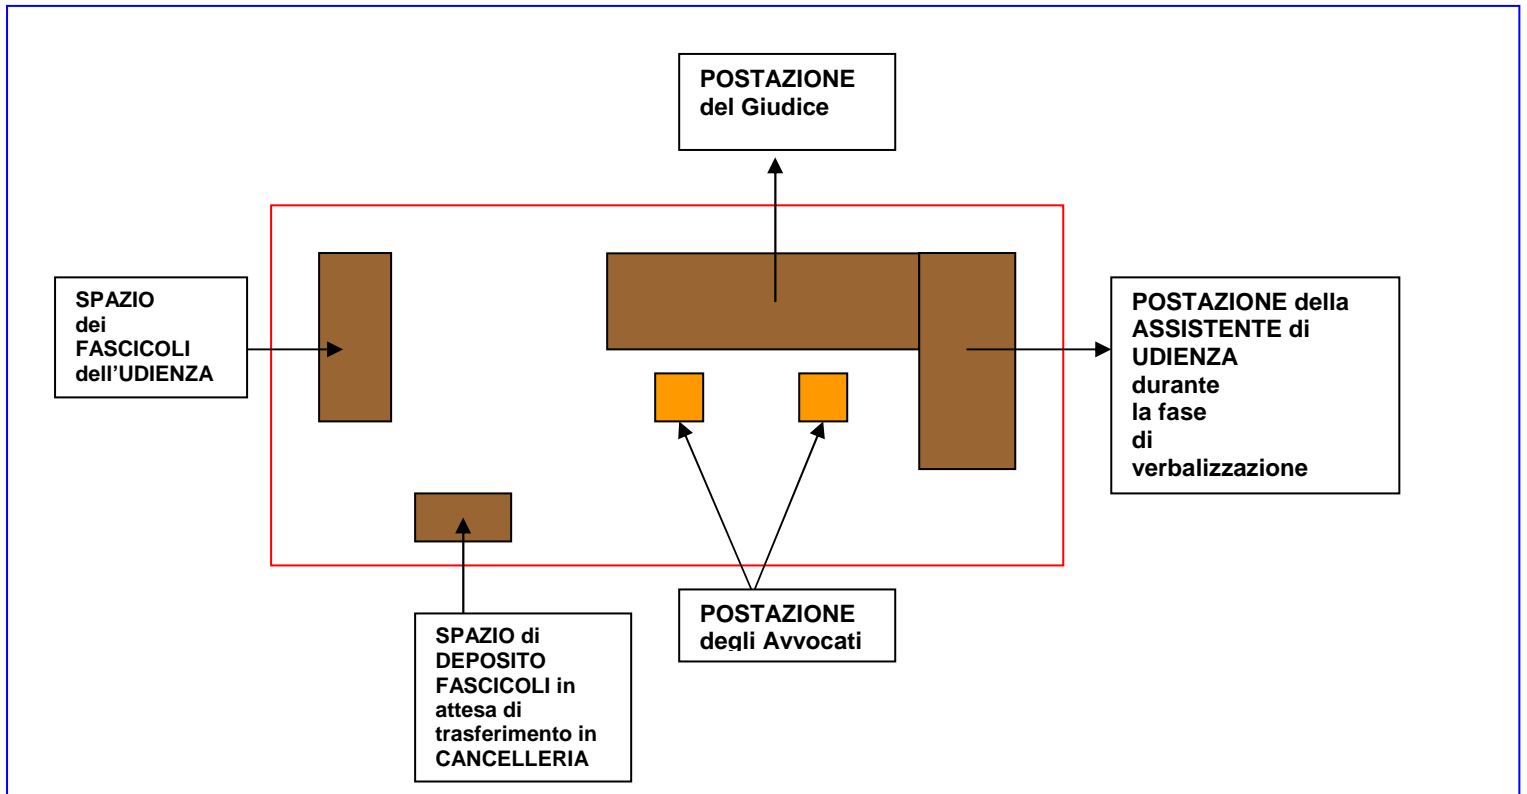 POSTAZIONE
del Giudice
SPAZIO
dei
FASCICOLI
dell'UDIENZA
POSTAZIONE della
ASSISTENTE di
UDIENZA
durante
la fase
di
verbalizzazione
SPAZIO di
DEPOSITO
FASCICOLI in
attesa di
trasferimento in
CANCELLERIA
POSTAZIONE
degli Avvocati